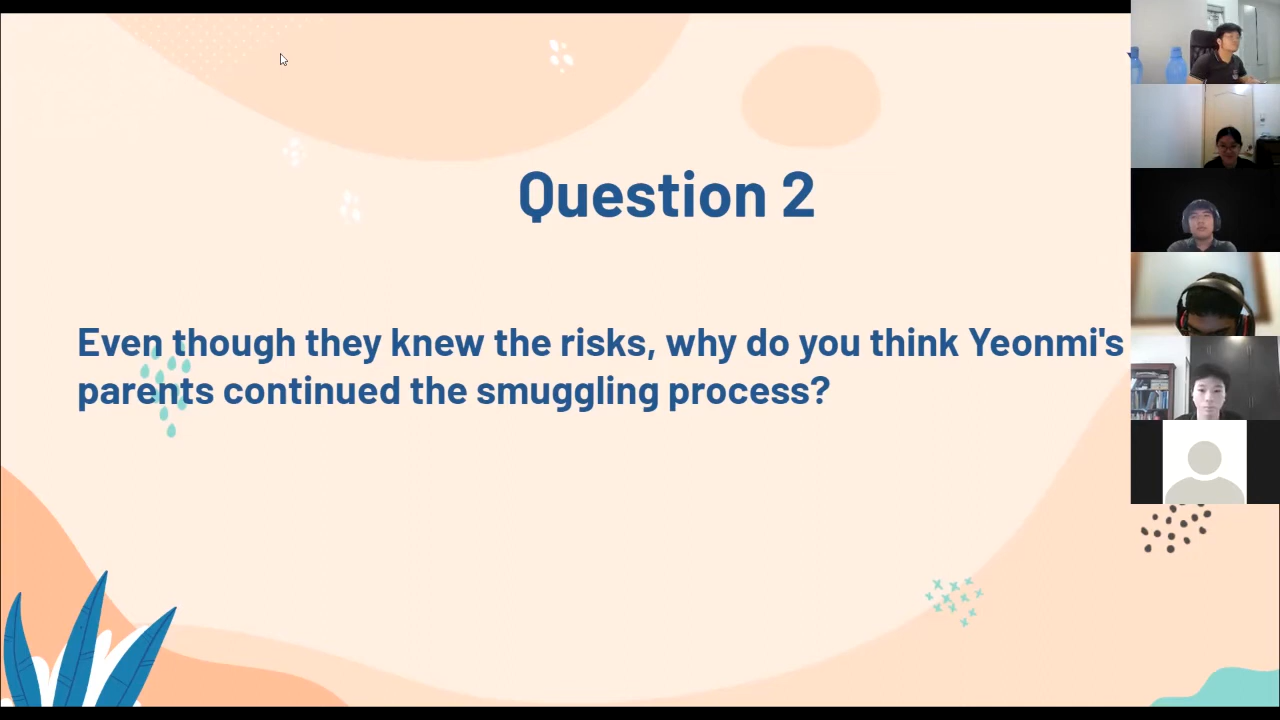 Question 2
Even though they knew the risks, why do you think Yeonmi's
parents continued the smuggling process?